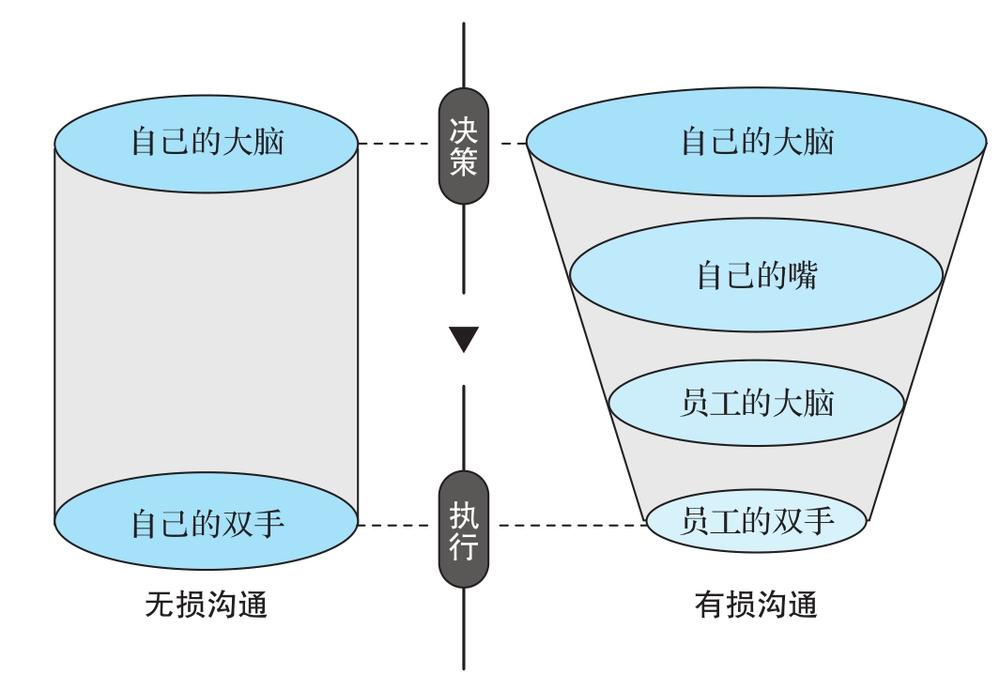 自己的大脑
自己的双手
无损沟通
决策
执行
自己的大脑
自己的嘴
员工的大脑
员工的双手
有损沟通